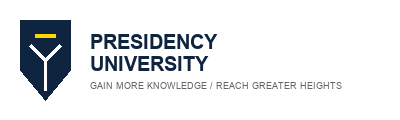 PRESIDENCY
UNIVERSITY
GAIN MORE KNOWLEDGE / REACH GREATER HEIGHTS